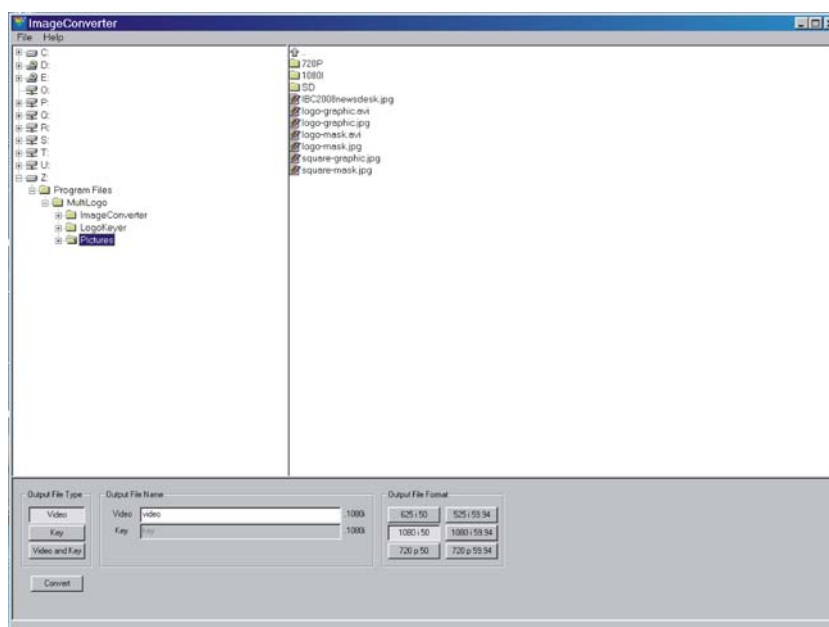 ImageConverter
File Help
C:
D:
E:
O:
P:
Q:
R:
S:
T:
U:
Z:
Program Files
MultiLogo
ImageConverter
LogoKeyer
Pictures
..
720P
1080I
SD
IBC2008newsdesk.jpg
logo-graphic.avi
logo-graphic.jpg
logo-mask.avi
logo-mask.jpg
square-graphic.jpg
square-mask.jpg
Output File Type
Video
Key
Video and Key
Convert
Output File Name
Video video .1080i
Key key .1080i
Output File Format
625 i 50 525 i 59.94
1080 i 50 1080 i 59.94
720 p 50 720 p 59.94